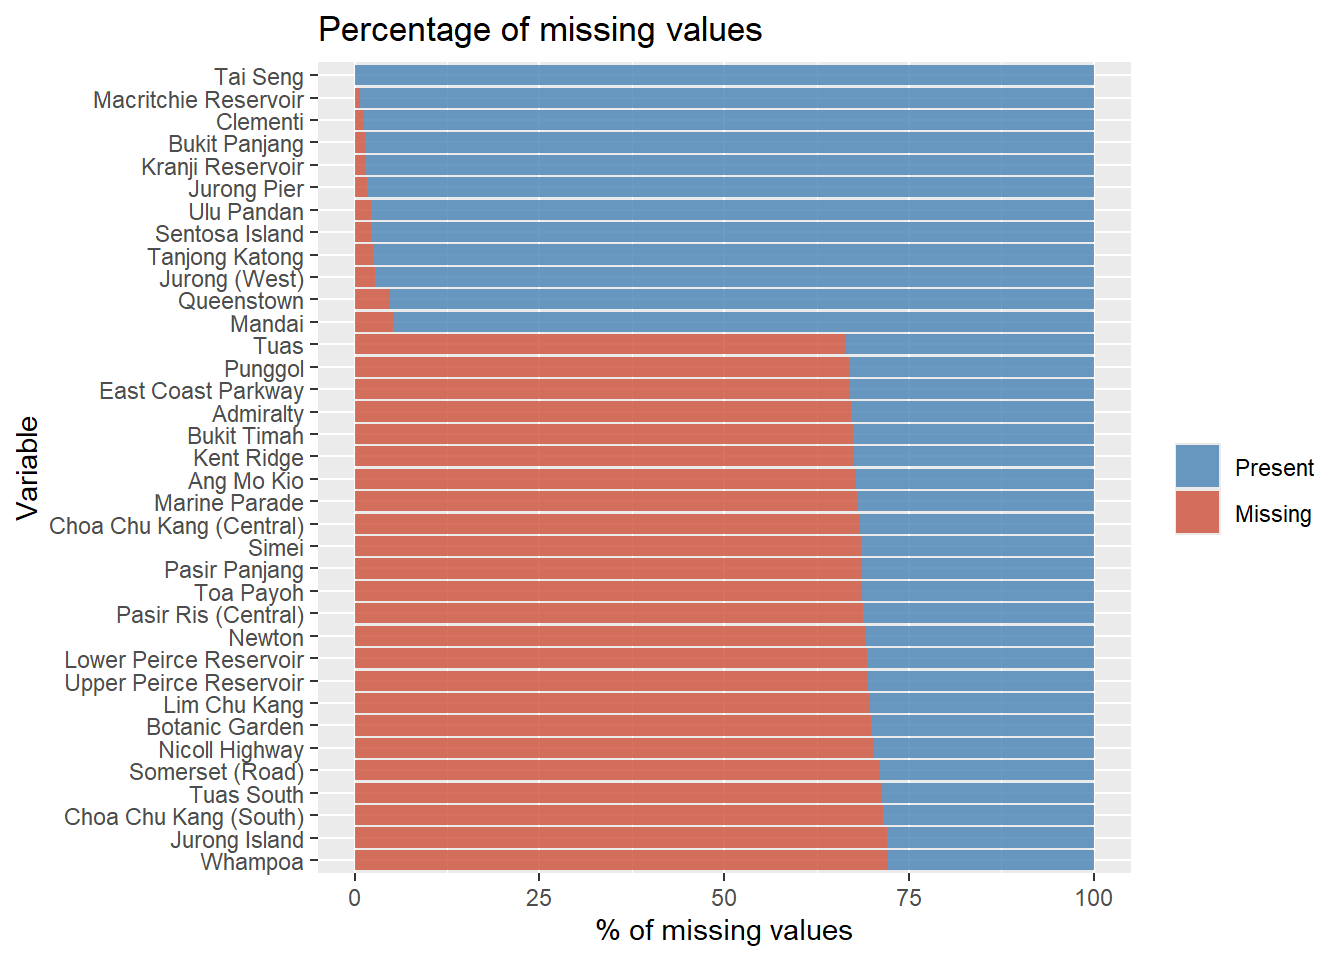 Percentage of missing values
Tai Seng
Macritchie Reservoir
Clementi
Bukit Panjang
Kranji Reservoir
Jurong Pier
Ulu Pandan
Sentosa Island
Tanjong Katong
Jurong (West)
Queenstown
Mandai
Tuas
Punggol
East Coast Parkway
Admiralty
Bukit Timah
Kent Ridge
Ang Mo Kio
Marine Parade
Choa Chu Kang (Central)
Simei
Pasir Panjang
Toa Payoh
Pasir Ris (Central)
Newton
Lower Peirce Reservoir
Upper Peirce Reservoir
Lim Chu Kang
Botanic Garden
Nicoll Highway
Somerset (Road)
Tuas South
Choa Chu Kang (South)
Jurong Island
Whampoa
Variable
0 25 50 75 100
% of missing values
Present
Missing